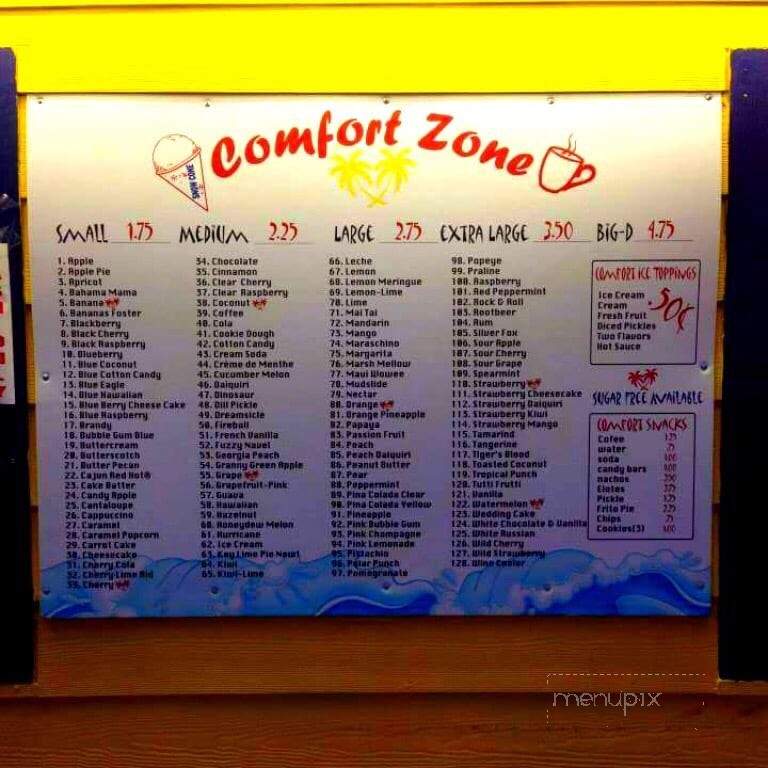 Comfort Zone
SNOW CONE
SMALL 1.75 MEDIUM 2.25 LARGE 2.75 EXTRA LARGE 3.50 BIG-D 4.75
1. Apple
2. Apple Pie
3. Apricot
4. Bahama Mama
5. Banana
6. Bananas Foster
7. Blackberry
8. Black Cherry
9. Black Raspberry
10. Blueberry
11. Blue Coconut
12. Blue Cotton Candy
13. Blue Eagle
14. Blue Hawaiian
15. Blue Berry Cheese Cake
16. Blue Raspberry
17. Brandy
18. Bubble Gum Blue
19. Buttercream
20. Butterscotch
21. Butter Pecan
22. Cajun Red Hot®
23. Cake Batter
24. Candy Apple
25. Cantaloupe
26. Cappuccino
27. Caramel
28. Caramel Popcorn
29. Carrot Cake
30. Cheesecake
31. Cherry Cola
32. Cherry-Lime Aid
33. Cherry
34. Chocolate
35. Cinnamon
36. Clear Cherry
37. Clear Raspberry
38. Coconut
39. Coffee
40. Cola
41. Cookie Dough
42. Cotton Candy
43. Cream Soda
44. Créme de Menthe
45. Cucumber Melon
46. Daiquiri
47. Dinosaur
48. Dill Pickle
49. Dreamsicle
50. Fireball
51. French Vanilla
52. Fuzzy Navel
53. Georgia Peach
54. Granny Green Apple
55. Grape
56. Grapefruit-Pink
57. Guava
58. Hawaiian
59. Hazelnut
60. Honeydew Melon
61. Hurricane
62. Ice Cream
63. Key Lime Pie Now!
64. Kiwi
65. Kiwi-Lime
66. Leche
67. Lemon
68. Lemon Meringue
69. Lemon-Lime
70. Lime
71. Mai Tai
72. Mandarin
73. Mango
74. Maraschino
75. Margarita
76. Marsh Mellow
77. Maui Wowee
78. Mudslide
79. Nectar
80. Orange
81. Orange Pineapple
82. Papaya
83. Passion Fruit
84. Peach
85. Peach Daiquiri
86. Peanut Butter
87. Pear
88. Peppermint
89. Pina Colada Clear
90. Pina Colada Yellow
91. Pineapple
92. Pink Bubble Gum
93. Pink Champagne
94. Pink Lemonade
95. Pistachio
96. Polar Punch
97. Pomegranate
98. Popeye
99. Praline
100. Raspberry
101. Red Peppermint
102. Rock & Roll
103. Rootbeer
104. Rum
105. Silver Fox
106. Sour Apple
107. Sour Cherry
108. Sour Grape
109. Spearmint
110. Strawberry
111. Strawberry Cheesecake
112. Strawberry Daiquiri
113. Strawberry Kiwi
114. Strawberry Mango
115. Tamarind
116. Tangerine
117. Tiger's Blood
118. Toasted Coconut
119. Tropical Punch
120. Tutti Frutti
121. Vanilla
122. Watermelon
123. Wedding Cake
124. White Chocolate & Vanilla
125. White Russian
126. Wild Cherry
127. Wild Strawberry
128. Wine Cooler
COMFORT ICE TOPPINGS
.50¢
Ice Cream
Cream
Fresh Fruit
Diced Pickles
Two Flavors
Hot Sauce
SUGAR FREE AVAILABLE
COMFORT SNACKS
Cofee
water
soda
candy bars
nachos
Elotes
Pickle
Frito Pie
Chips
Cookies(3)
menupix